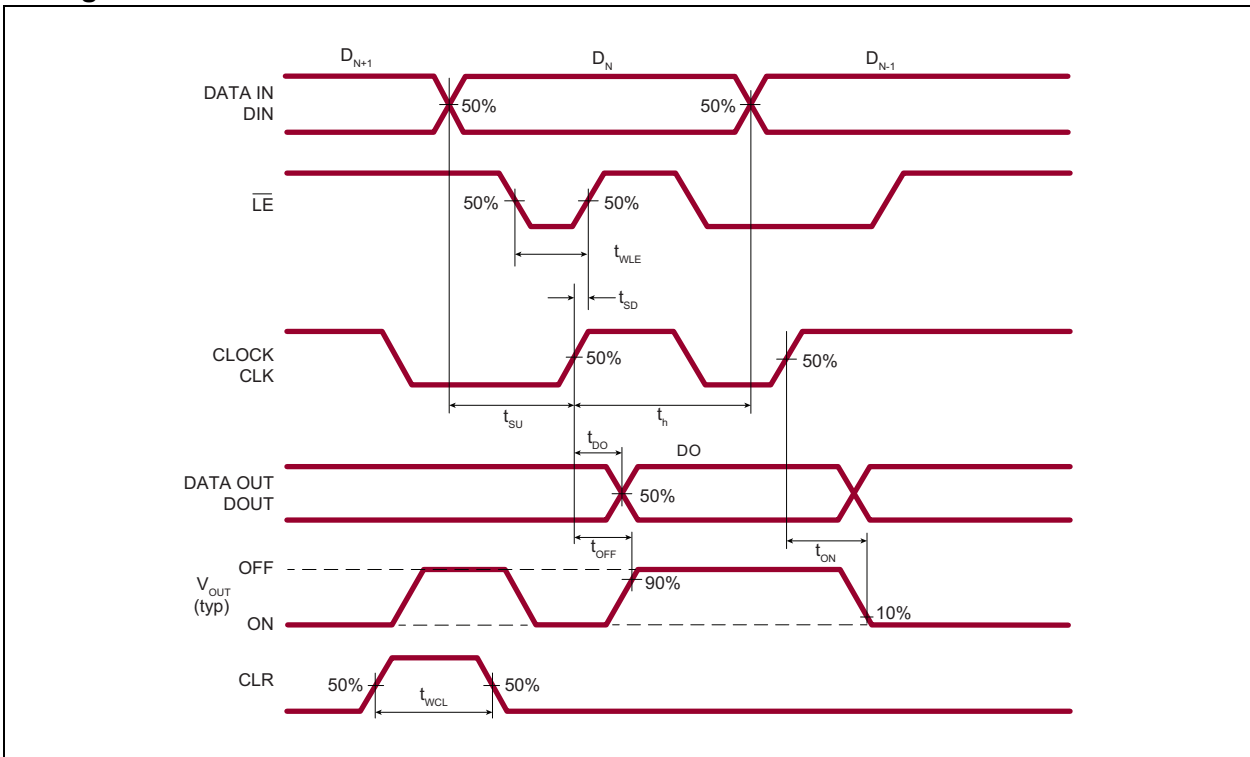 D_N+1 D_N D_N-1
DATA IN
DIN
50% 50%
LE
50% 50%
t_WLE
t_SD
CLOCK
CLK
50% 50%
t_SU t_h
t_DO DO
DATA OUT
DOUT
50%
t_OFF t_ON
OFF
V_OUT
(typ)
90%
10%
ON
CLR
50% 50%
t_WCL